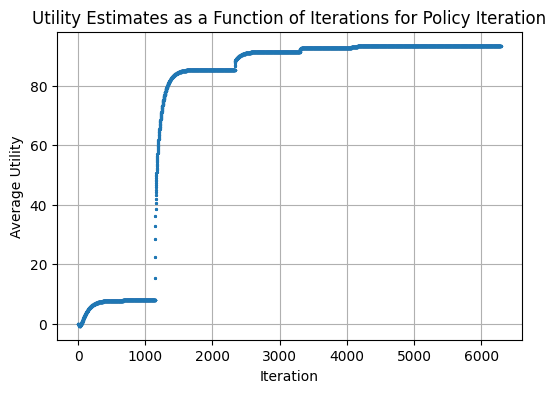 Utility Estimates as a Function of Iterations for Policy Iteration
Average Utility
80
60
40
20
0
0 1000 2000 3000 4000 5000 6000
Iteration